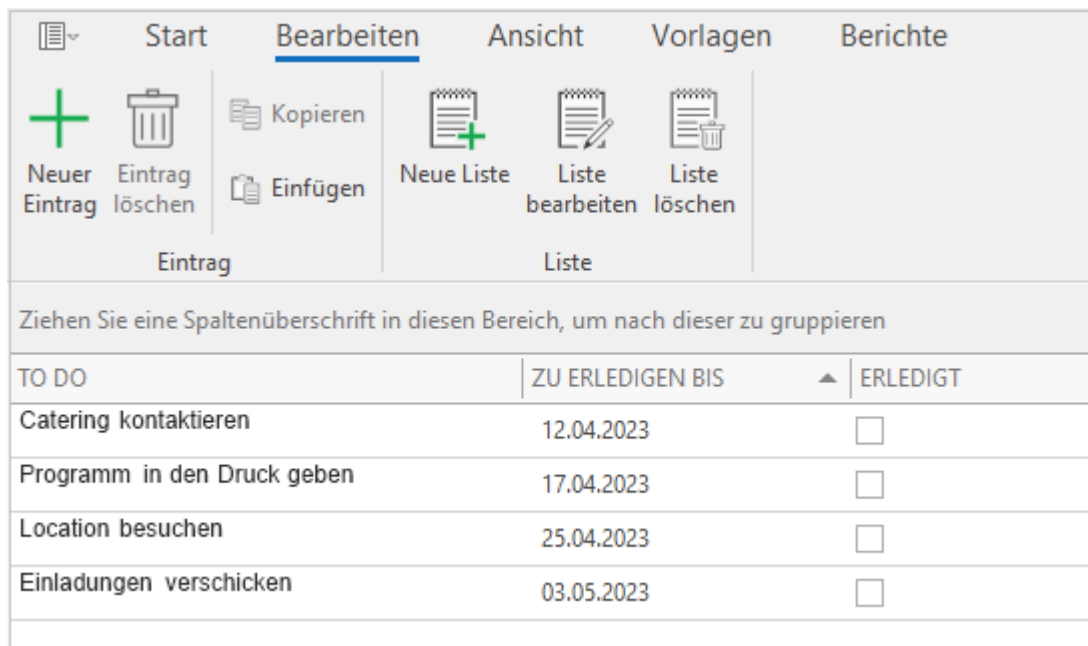 Start Bearbeiten Ansicht Vorlagen Berichte
Neuer Eintrag
Eintrag löschen
Kopieren
Einfügen
Neue Liste
Liste bearbeiten
Liste löschen
Eintrag
Liste
Ziehen Sie eine Spaltenüberschrift in diesen Bereich, um nach dieser zu gruppieren
TO DO ZU ERLEDIGEN BIS ERLEDIGT
Catering kontaktieren 12.04.2023
Programm in den Druck geben 17.04.2023
Location besuchen 25.04.2023
Einladungen verschicken 03.05.2023